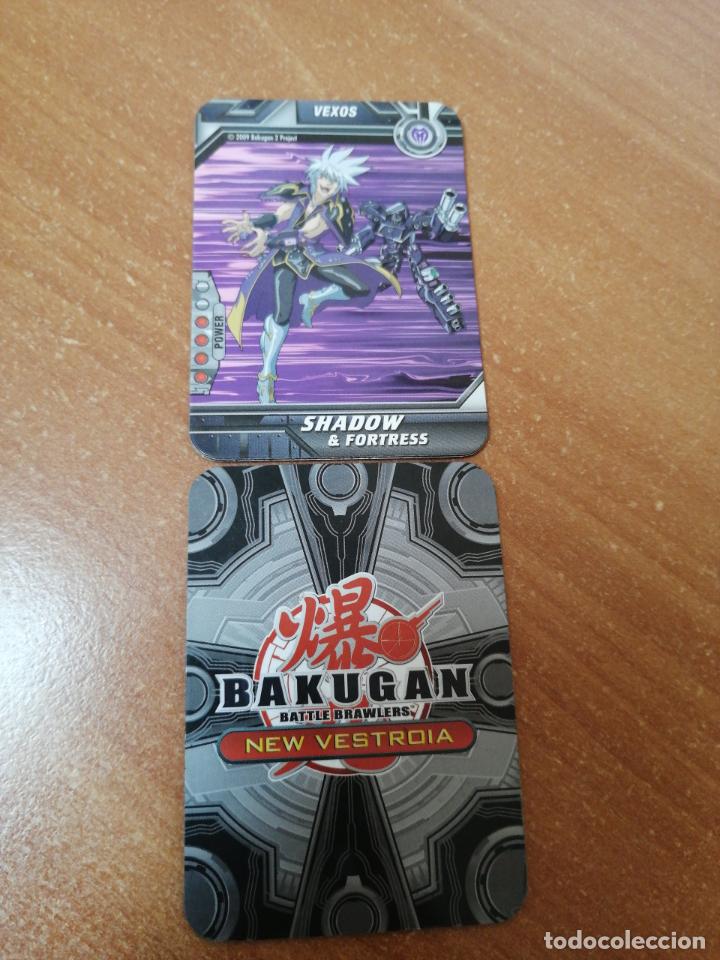 VEXOS
© 2009 Bakugan 2 Project
POWER
SHADOW
& FORTRESS
爆
BAKUGAN
BATTLE BRAWLERS
NEW VESTROIA
todocoleccion